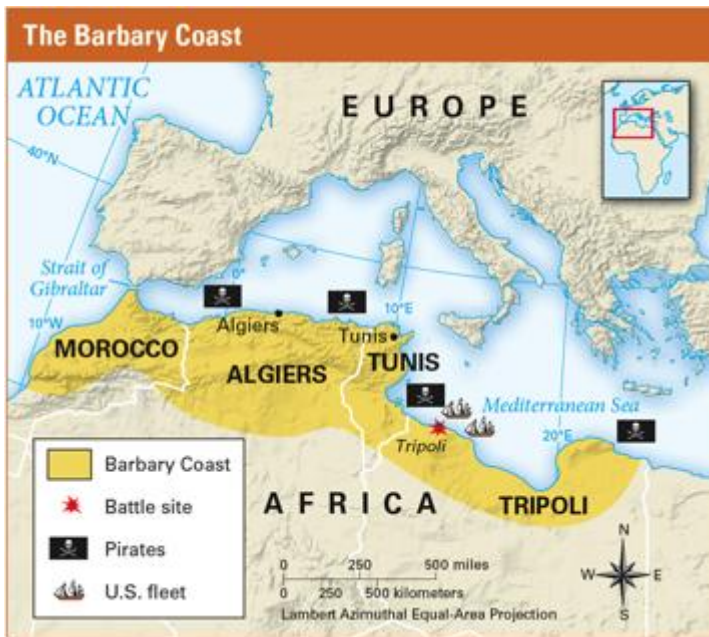 The Barbary Coast
ATLANTIC
OCEAN
EUROPE
40°N
Strait of
Gibraltar
0°
10°E
10°W
Algiers
Tunis
MOROCCO
ALGIERS
TUNIS
Mediterranean Sea
Tripoli
20°E
AFRICA
TRIPOLI
Barbary Coast
Battle site
Pirates
U.S. fleet
0 250 500 miles
0 250 500 kilometers
Lambert Azimuthal Equal-Area Projection
N
W E
S